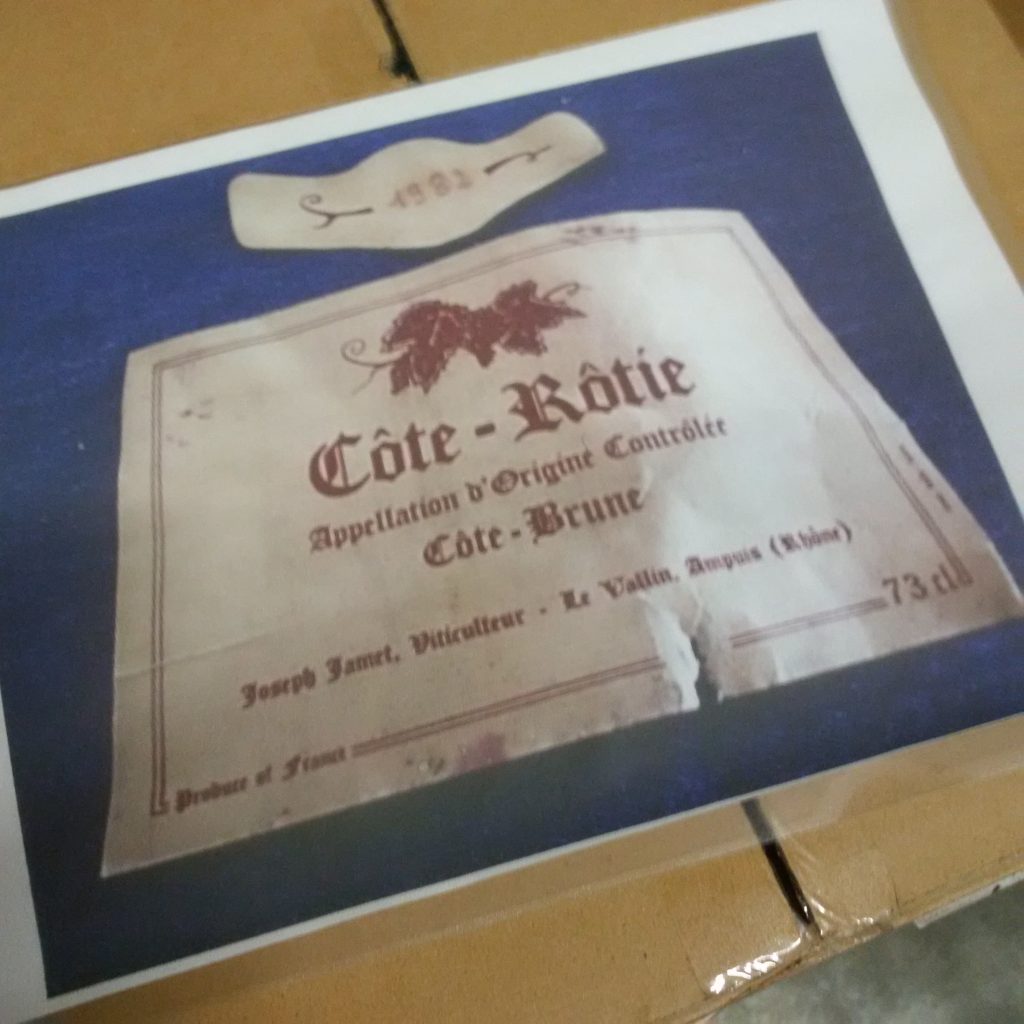 Côte-Rôtie
Appellation d'Origine Contrôlée
Côte-Brune
Joseph Jamet, Viticulteur - Le Vallin, Ampuis (Rhône)
73 cl
Produce of France